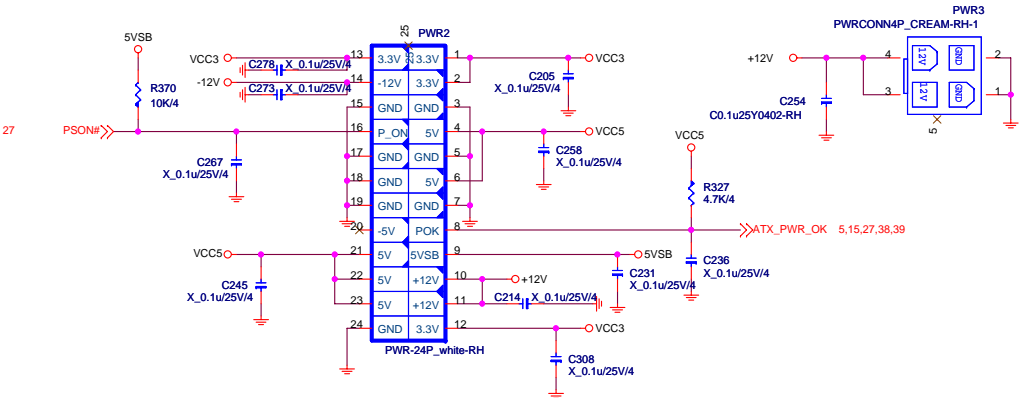 5VSB
R370
10K/4
27
PSON#
C267
X_0.1u/25V/4
VCC3
C278
X_0.1u/25V/4
-12V
C273
X_0.1u/25V/4
VCC5
C245
X_0.1u/25V/4
PWR2
25
25
13 3.3V 3.3V 1
14 -12V 3.3V 2
15 GND GND 3
16 P_ON 5V 4
17 GND GND 5
18 GND 5V 6
19 GND GND 7
20 -5V POK 8
21 5V 5VSB 9
22 5V +12V 10
23 5V +12V 11
24 GND 3.3V 12
PWR-24P_white-RH
VCC3
C205
X_0.1u/25V/4
VCC5
C258
X_0.1u/25V/4
5VSB
C231
X_0.1u/25V/4
+12V
C214 X_0.1u/25V/4
VCC3
C308
X_0.1u/25V/4
VCC5
R327
4.7K/4
ATX_PWR_OK 5,15,27,38,39
C236
X_0.1u/25V/4
PWR3
PWRCONN4P_CREAM-RH-1
+12V
C254
C0.1u25Y0402-RH
4 12V GND 2
3 12V GND 1
5